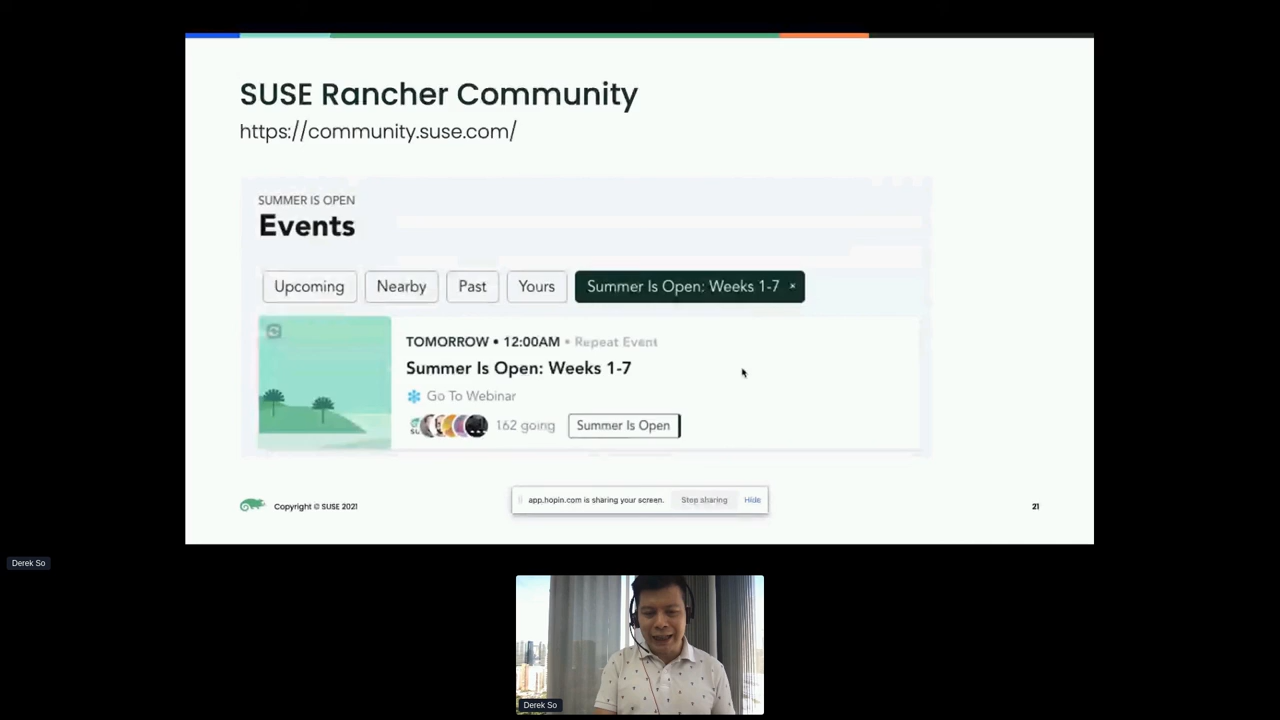 SUSE Rancher Community
https://community.suse.com/
SUMMER IS OPEN
Events
Upcoming
Nearby
Past
Yours
Summer Is Open: Weeks 1-7 ×
TOMORROW • 12:00AM • Repeat Event
Summer Is Open: Weeks 1-7
Go To Webinar
162 going
Summer Is Open
app.hopin.com is sharing your screen.
Stop sharing
Hide
Copyright © SUSE 2021
21
Derek So
Derek So